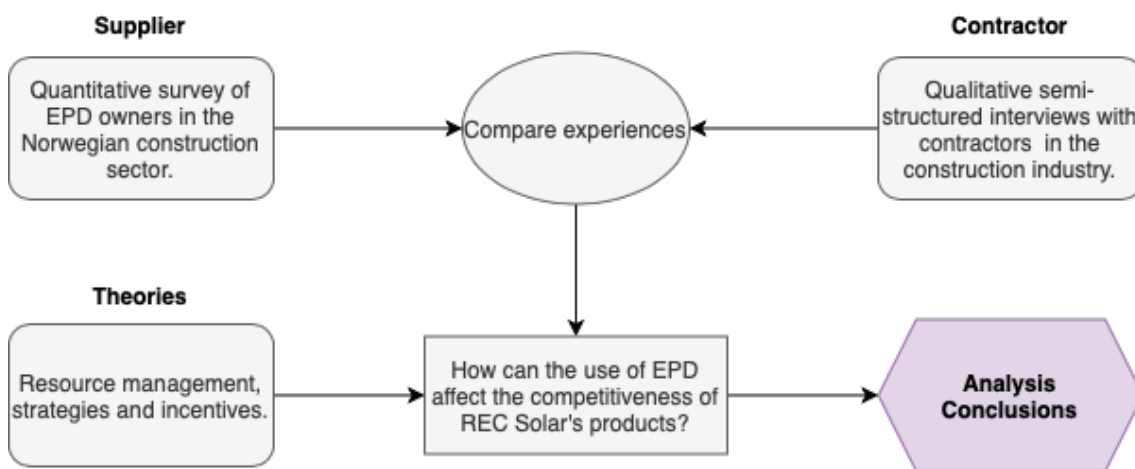 Supplier
Quantitative survey of
EPD owners in the
Norwegian construction
sector.
Compare experiences
Contractor
Qualitative semi-
structured interviews with
contractors in the
construction industry.
Theories
Resource management,
strategies and incentives.
How can the use of EPD
affect the competitiveness of
REC Solar's products?
Analysis
Conclusions